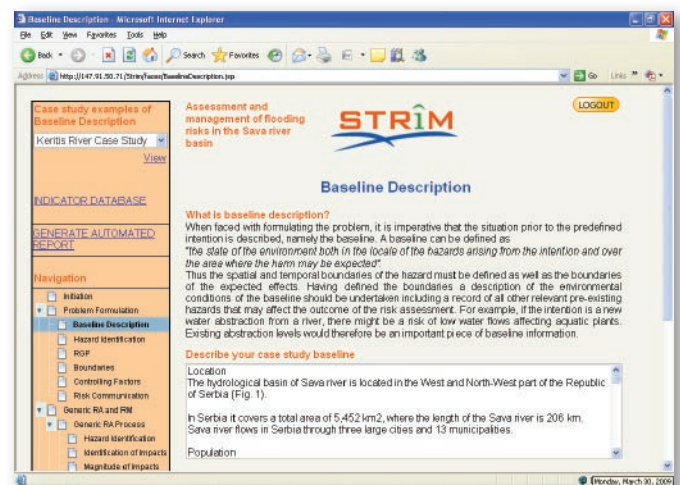 Baseline Description - Microsoft Internet Explorer
File Edit View Favorites Tools Help
Back Search Favorites
Address http://147.91.50.71/Strim/faces/BaselineDescription.jsp Go Links
Case study examples of
Baseline Description
Keritis River Case Study
View
INDICATOR DATABASE
GENERATE AUTOMATED
REPORT
Navigation
Initiation
Problem Formulation
Baseline Description
Hazard Identification
RGP
Boundaries
Controlling Factors
Risk Communication
Generic RA and RM
Generic RA Process
Hazard Identification
Identification of Impacts
Magnitude of Impacts
Assessment and
management of flooding
risks in the Sava river
basin
STRIM
LOGOUT
Baseline Description
What is baseline description?
When faced with formulating the problem, it is imperative that the situation prior to the predefined
intention is described, namely the baseline. A baseline can be defined as
"the state of the environment both in the locale of the hazards arising from the intention and over
the area where the harm may be expected".
Thus the spatial and temporal boundaries of the hazard must be defined as well as the boundaries
of the expected effects. Having defined the boundaries a description of the environmental
conditions of the baseline should be undertaken including a record of all other relevant pre-existing
hazards that may affect the outcome of the risk assessment. For example, if the intention is a new
water abstraction from a river, there might be a risk of low water flows affecting aquatic plants.
Existing abstraction levels would therefore be an important piece of baseline information.
Describe your case study baseline
Location
The hydrological basin of Sava river is located in the West and North-West part of the Republic
of Serbia (Fig. 1).
In Serbia it covers a total area of 5,452 km2, where the length of the Sava river is 206 km.
Sava river flows in Serbia through three large cities and 13 municipalities.
Population
Monday, March 30, 2009